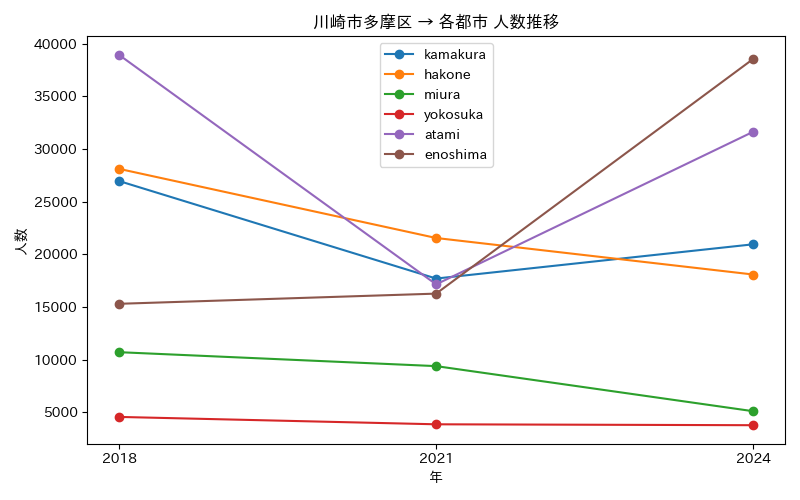 川崎市多摩区 → 各都市 人数推移
kamakura
hakone
miura
yokosuka
atami
enoshima
40000
35000
30000
25000
20000
15000
10000
5000
人数
2018
2021
2024
年